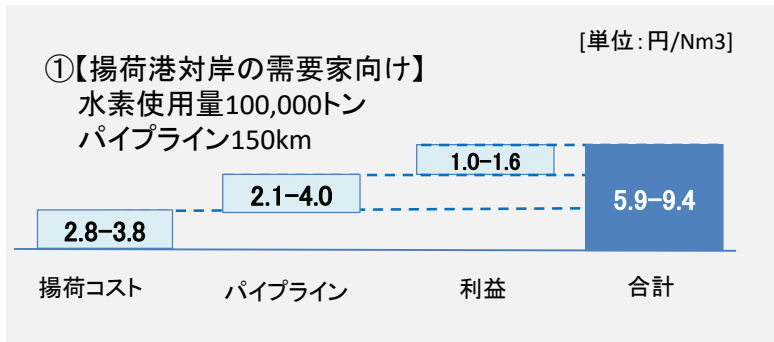 [単位：円/Nm3]
①【揚荷港対岸の需要家向け】
水素使用量100,000トン
パイプライン150km
1.0−1.6
2.1−4.0
5.9−9.4
2.8−3.8
揚荷コスト
パイプライン
利益
合計